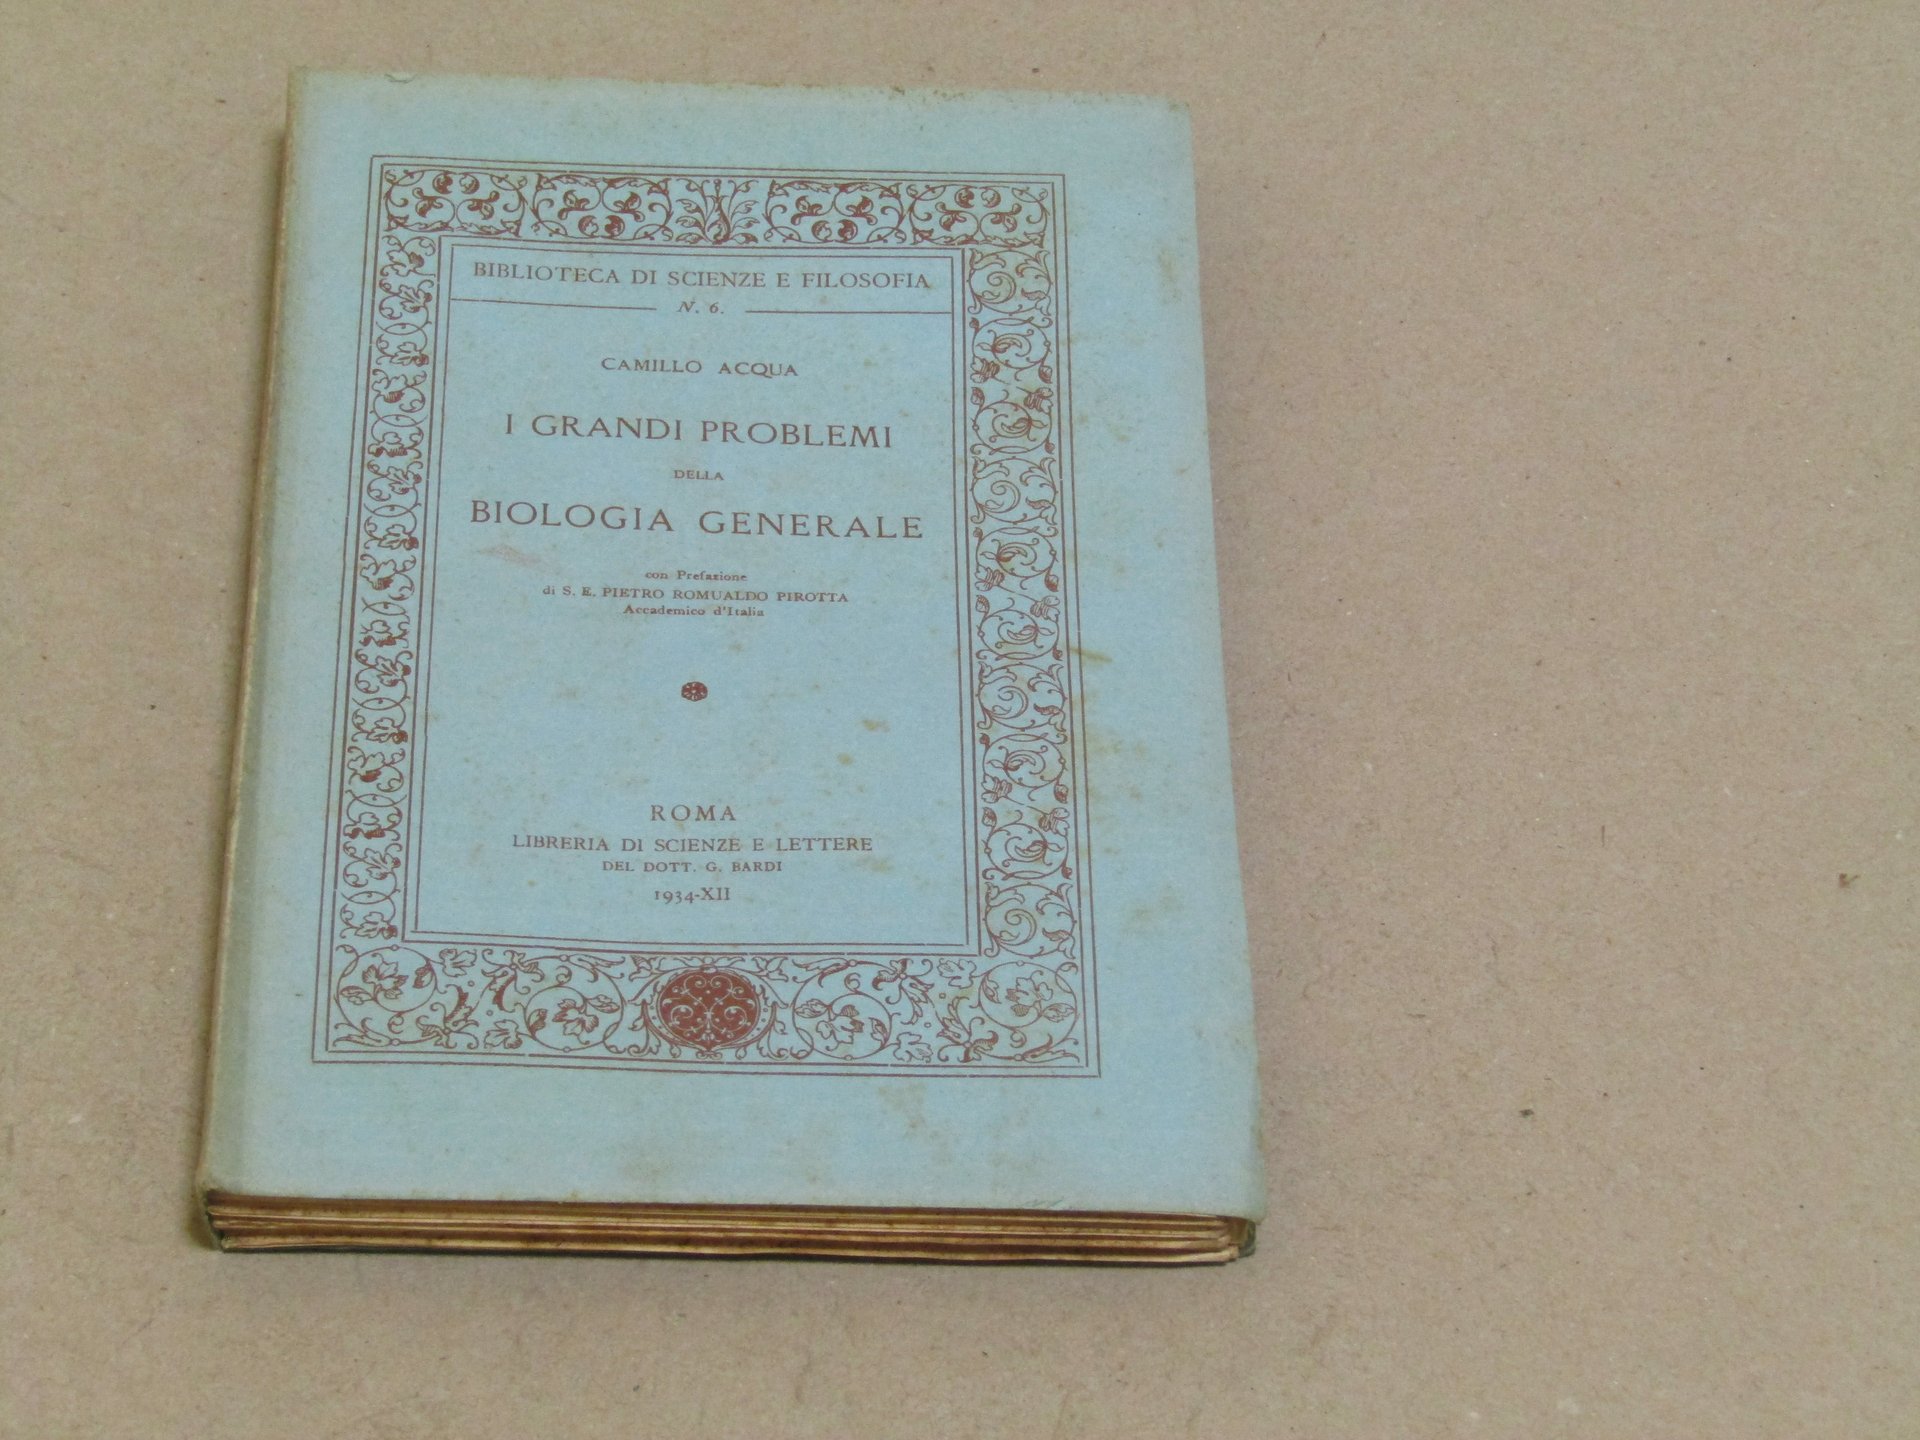 BIBLIOTECA DI SCIENZE E FILOSOFIA
N. 6.
CAMILLO ACQUA
I GRANDI PROBLEMI
DELLA
BIOLOGIA GENERALE
con Prefazione
di S. E. PIETRO ROMUALDO PIROTTA
Accademico d'Italia
ROMA
LIBRERIA DI SCIENZE E LETTERE
DEL DOTT. G. BARDI
1934-XII